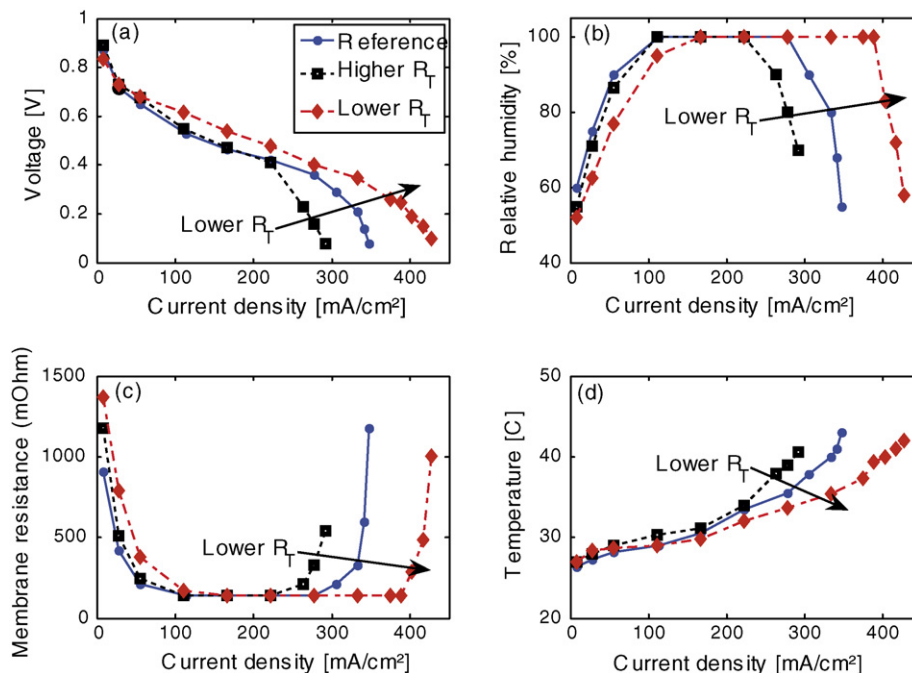 (a)
Reference
Higher R_T
Lower R_T
Lower R_T
Voltage [V]
0
0.2
0.4
0.6
0.8
1
0 100 200 300 400
Current density [mA/cm²]
(b)
Lower R_T
Relative humidity [%]
40
60
80
100
0 100 200 300 400
Current density [mA/cm²]
(c)
Lower R_T
Membrane resistance (mOhm)
0
500
1000
1500
0 100 200 300 400
Current density [mA/cm²]
(d)
Lower R_T
Temperature [C]
20
30
40
50
0 100 200 300 400
Current density [mA/cm²]